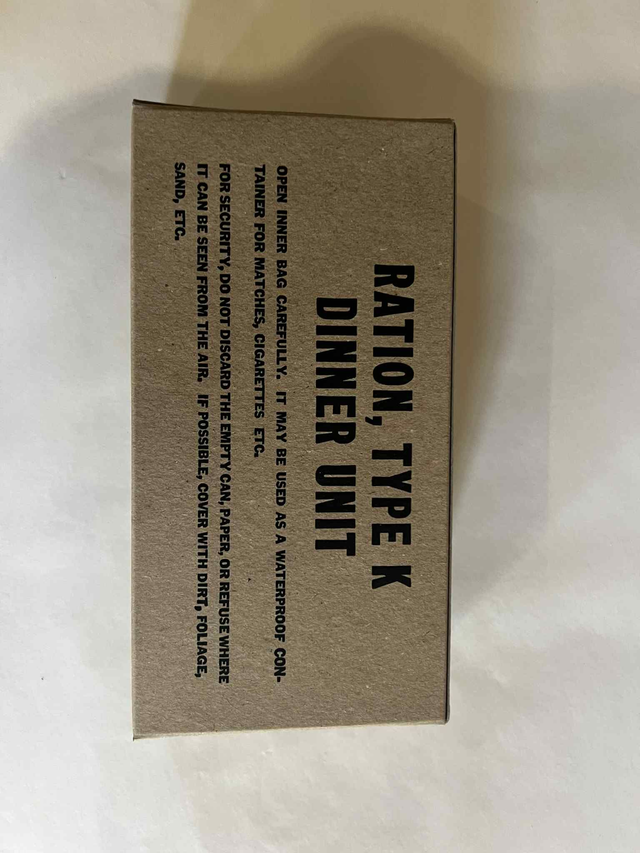 RATION, TYPE K
DINNER UNIT
OPEN INNER BAG CAREFULLY. IT MAY BE USED AS A WATERPROOF CON-
TAINER FOR MATCHES, CIGARETTES ETC.
FOR SECURITY, DO NOT DISCARD THE EMPTY CAN, PAPER, OR REFUSE WHERE
IT CAN BE SEEN FROM THE AIR. IF POSSIBLE, COVER WITH DIRT, FOLIAGE,
SAND, ETC.